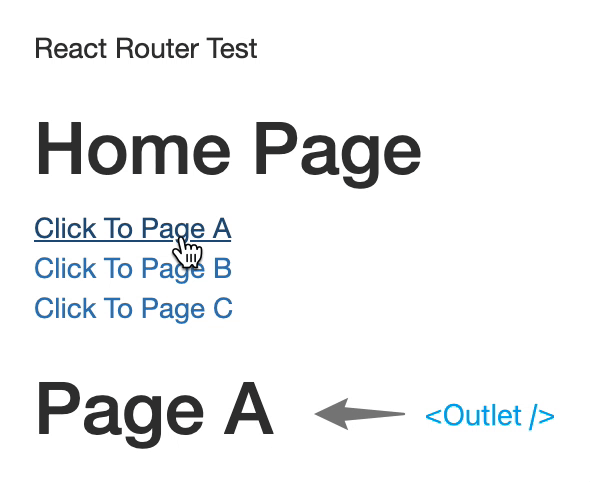 React Router Test
Home Page
Click To Page A
Click To Page B
Click To Page C
Page A
<Outlet />